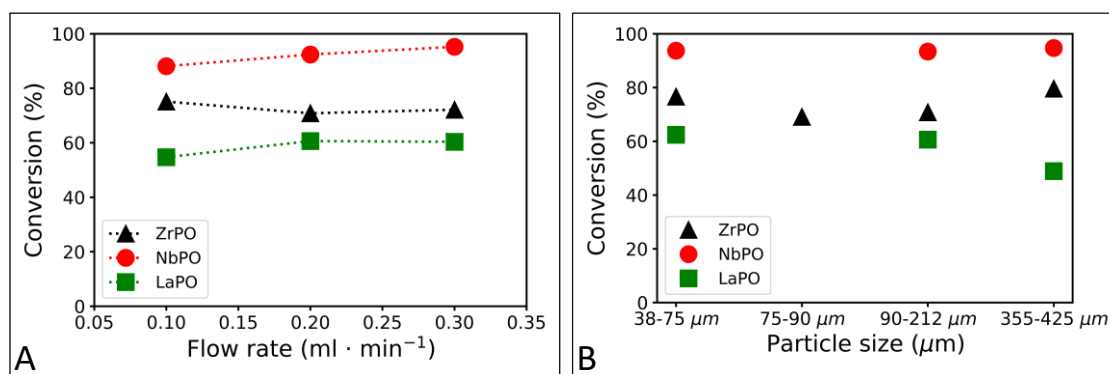 100
80
60
40
20
0
Conversion (%)
ZrPO
NbPO
LaPO
0.05 0.10 0.15 0.20 0.25 0.30 0.35
Flow rate (ml · min⁻¹)
A
100
80
60
40
20
0
Conversion (%)
ZrPO
NbPO
LaPO
38-75 μm 75-90 μm 90-212 μm 355-425 μm
Particle size (μm)
B